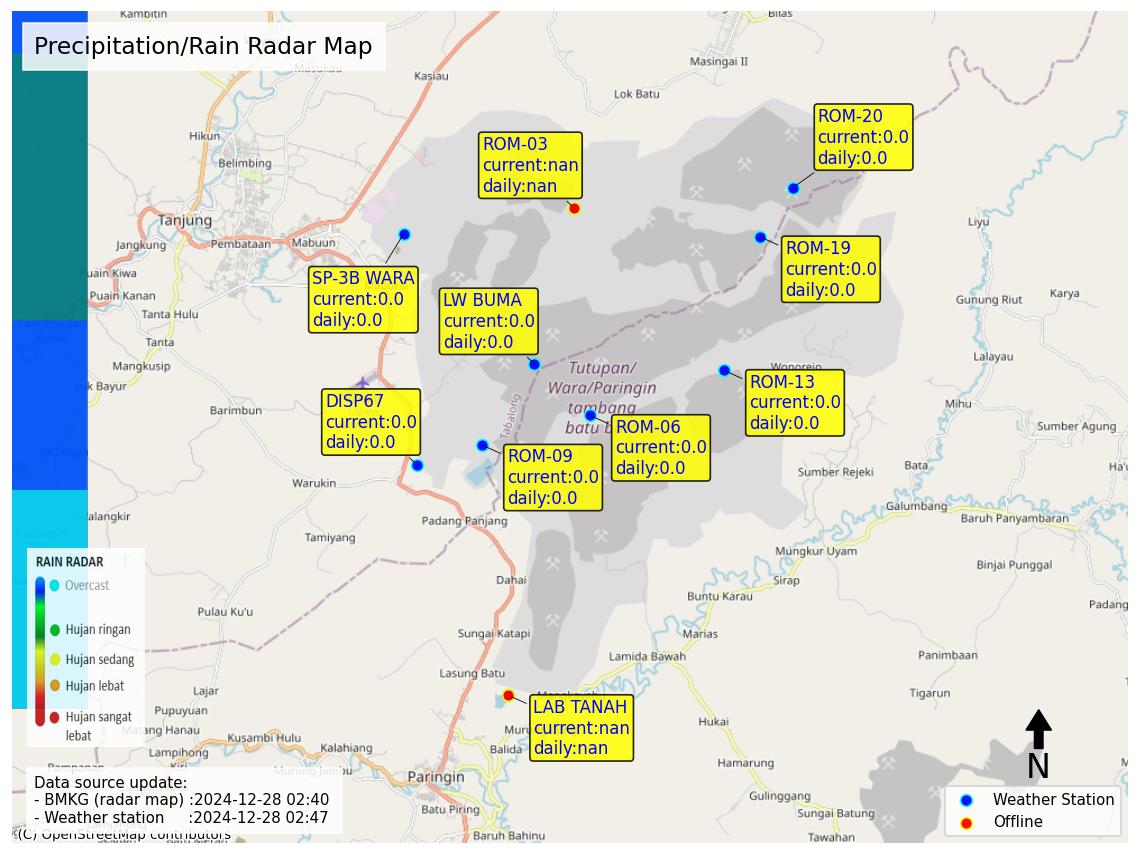 Kambitin
Bilas
Precipitation/Rain Radar Map
Masukau
Masingai II
Kasiau
Lok Batu
Hikun
Belimbing
ROM-03
current:nan
daily:nan
ROM-20
current:0.0
daily:0.0
Tanjung
Jangkung
Pembataan
Mabuun
Liyu
ROM-19
current:0.0
daily:0.0
Puain Kiwa
Puain Kanan
SP-3B WARA
current:0.0
daily:0.0
LW BUMA
current:0.0
daily:0.0
Tanta Hulu
Gunung Riut
Karya
Kanan
Tanta
Mangkusip
Lalayau
Wonorejo
Tutupan/
Wara/Paringin
tambang
batu b
Luk Bayur
Barimbun
DISP67
current:0.0
daily:0.0
Tabalong
ROM-13
current:0.0
daily:0.0
Mihu
ROM-06
current:0.0
daily:0.0
Sumber Agung
ROM-09
current:0.0
daily:0.0
Padangin
Warukin
Sumber Rejeki
Bata
Galumbang
Baruh Panyambaran
Walangkir
Padang Panjang
Tamiyang
Mungkur Uyam
Binjai Punggal
Padangin
RAIN RADAR
Overcast
Hujan ringan
Hujan sedang
Hujan lebat
Hujan sangat
lebat
Dahai
Sirap
Buntu Karau
Padang
Pulau Ku'u
Sungai Katapi
Marias
Lamida Bawah
Panimbaan
Lasung Batu
Lajar
Tigarun
Pupuyuan
LAB TANAH
current:nan
daily:nan
Hukai
Matang Hanau
Kusambi Hulu
Kalahiang
Balida
Lampihong
Hamarung
Murung Jambu
Paringin
N
Data source update:
- BMKG (radar map) :2024-12-28 02:40
- Weather station :2024-12-28 02:47
Batu Piring
Gulinggang
Weather Station
Offline
Sungai Batung
Baruh Bahinu
Tawahan
(C) OpenStreetMap contributors